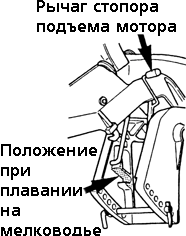 Рычаг стопора
подъема мотора
Положение
при
плавании
на
мелководье